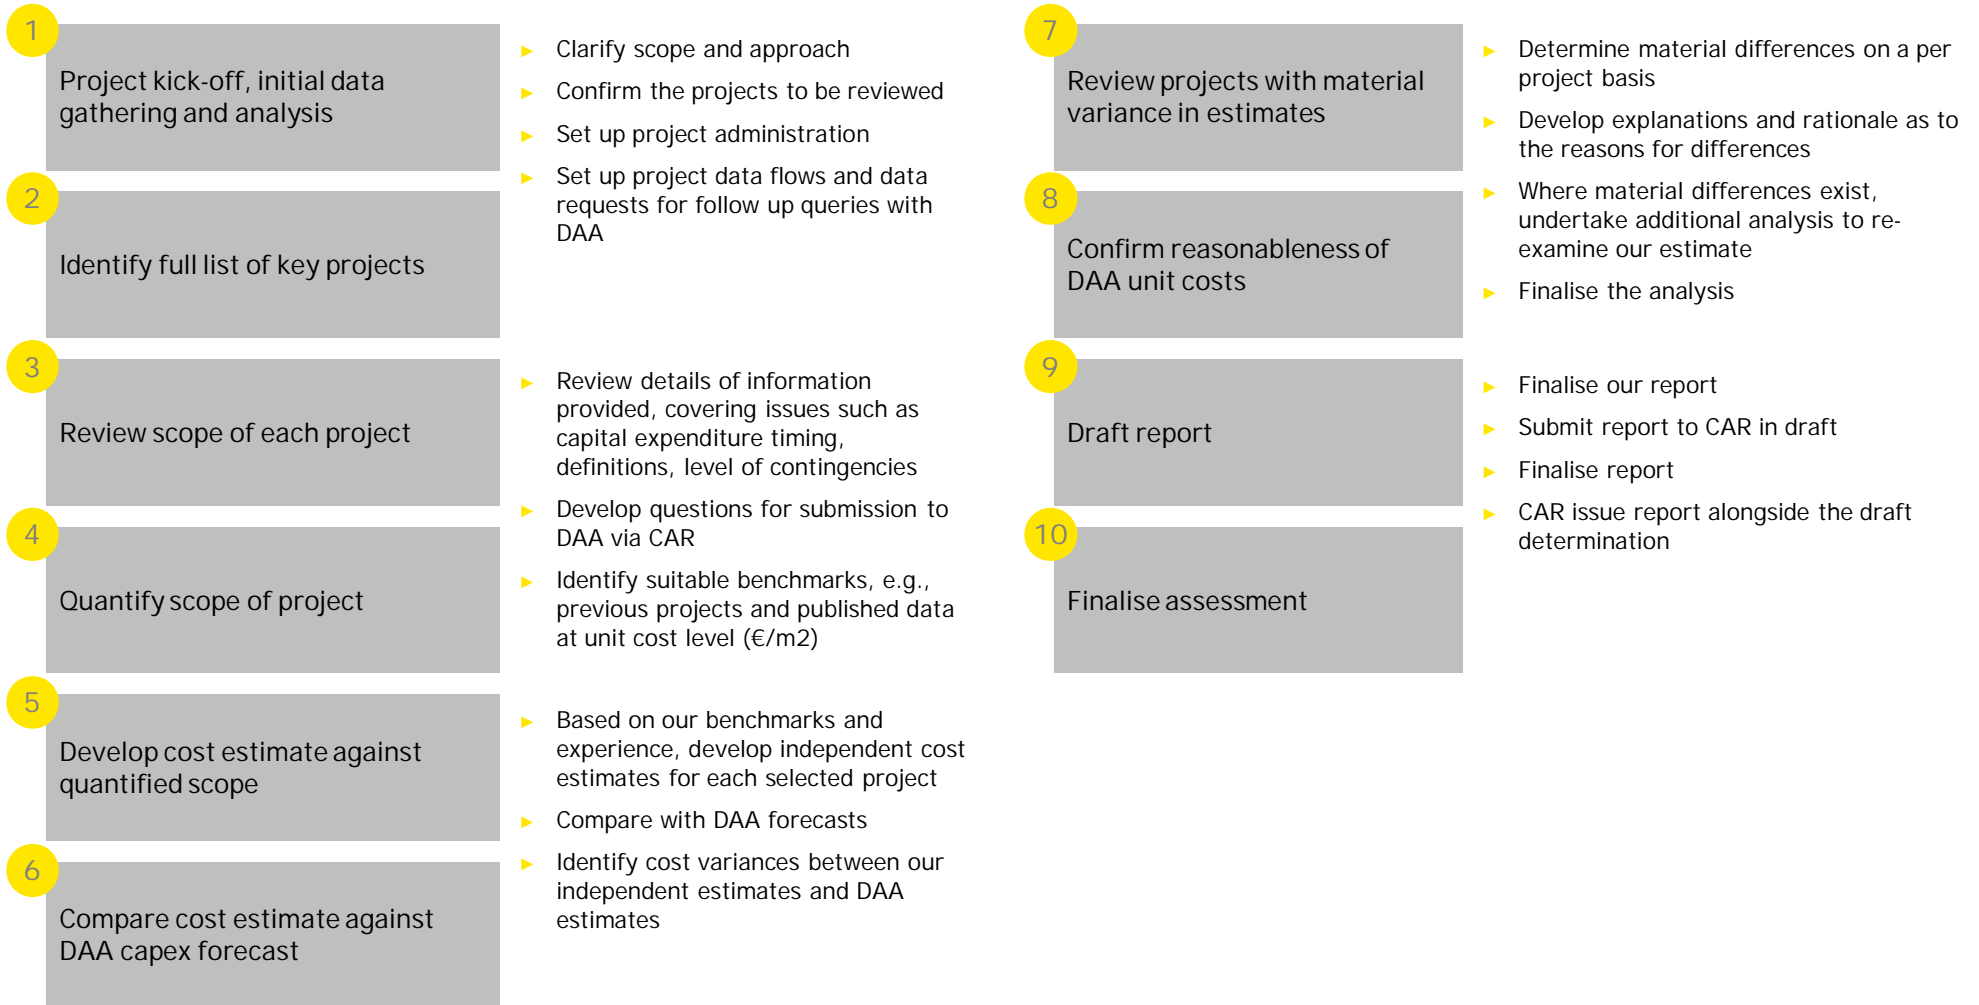 1
Project kick-off, initial data
gathering and analysis
2
Identify full list of key projects
► Clarify scope and approach
► Confirm the projects to be reviewed
► Set up project administration
► Set up project data flows and data
requests for follow up queries with
DAA
3
Review scope of each project
4
Quantify scope of project
► Review details of information
provided, covering issues such as
capital expenditure timing,
definitions, level of contingencies
► Develop questions for submission to
DAA via CAR
► Identify suitable benchmarks, e.g.,
previous projects and published data
at unit cost level (€/m2)
5
Develop cost estimate against
quantified scope
6
Compare cost estimate against
DAA capex forecast
► Based on our benchmarks and
experience, develop independent cost
estimates for each selected project
► Compare with DAA forecasts
► Identify cost variances between our
independent estimates and DAA
estimates
7
Review projects with material
variance in estimates
8
Confirm reasonableness of
DAA unit costs
► Determine material differences on a per
project basis
► Develop explanations and rationale as to
the reasons for differences
► Where material differences exist,
undertake additional analysis to re-
examine our estimate
► Finalise the analysis
9
Draft report
10
Finalise assessment
► Finalise our report
► Submit report to CAR in draft
► Finalise report
► CAR issue report alongside the draft
determination